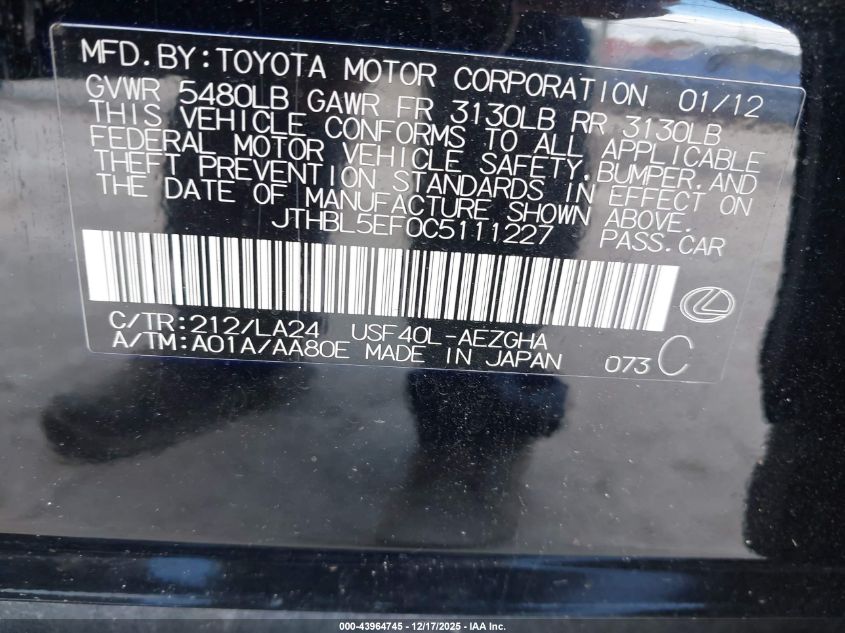 MFD.BY:TOYOTA MOTOR CORPORATION 01/12
GVWR 5480LB GAWR FR 3130LB RR 3130LB
THIS VEHICLE CONFORMS TO ALL APPLICABLE
FEDERAL MOTOR VEHICLE SAFETY,BUMPER,AND
THEFT PREVENTION STANDARDS IN EFFECT ON
THE DATE OF MANUFACTURE SHOWN ABOVE.
JTHBL5EF0C5111227 PASS.CAR
C/TR:212/LA24 USF40L-AEZGHA
A/TM:A01A/AA80E MADE IN JAPAN 073 C
000-43964745 - 12/17/2025 - IAA Inc.